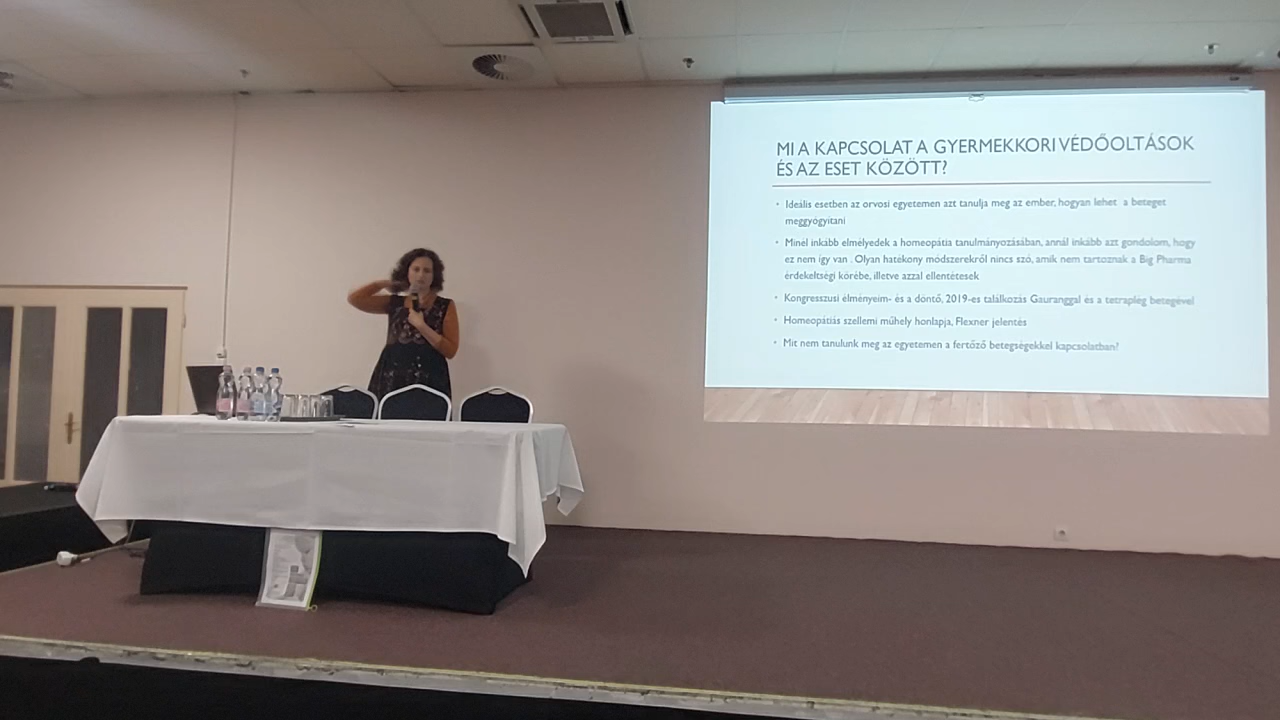 MI A KAPCSOLAT A GYERMEKKORI VÉDŐOLTÁSOK
ÉS AZ ESET KÖZÖTT?
• Ideális esetben az orvosi egyetemen azt tanulja meg az ember, hogyan lehet a beteget
meggyógyítani
• Minél inkább elmélyedek a homeopátia tanulmányozásában, annál inkább azt gondolom, hogy
ez nem így van . Olyan hatékony módszerekről nincs szó, amik nem tartoznak a Big Pharma
érdekeltségi körébe, illetve azzal ellentétesek
• Kongresszusi élményeim- és a döntő, 2019-es találkozás Gauranggal és a tetraplég betegével
• Homeopátiás szellemi műhely honlapja, Flexner jelentés
• Mit nem tanulunk meg az egyetemen a fertőző betegségekkel kapcsolatban?